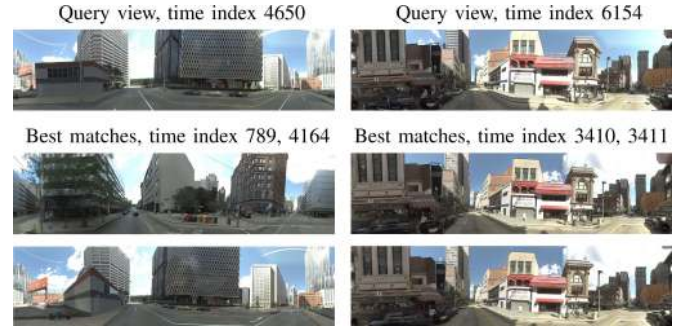 Query view, time index 4650
Query view, time index 6154
Best matches, time index 789, 4164
Best matches, time index 3410, 3411